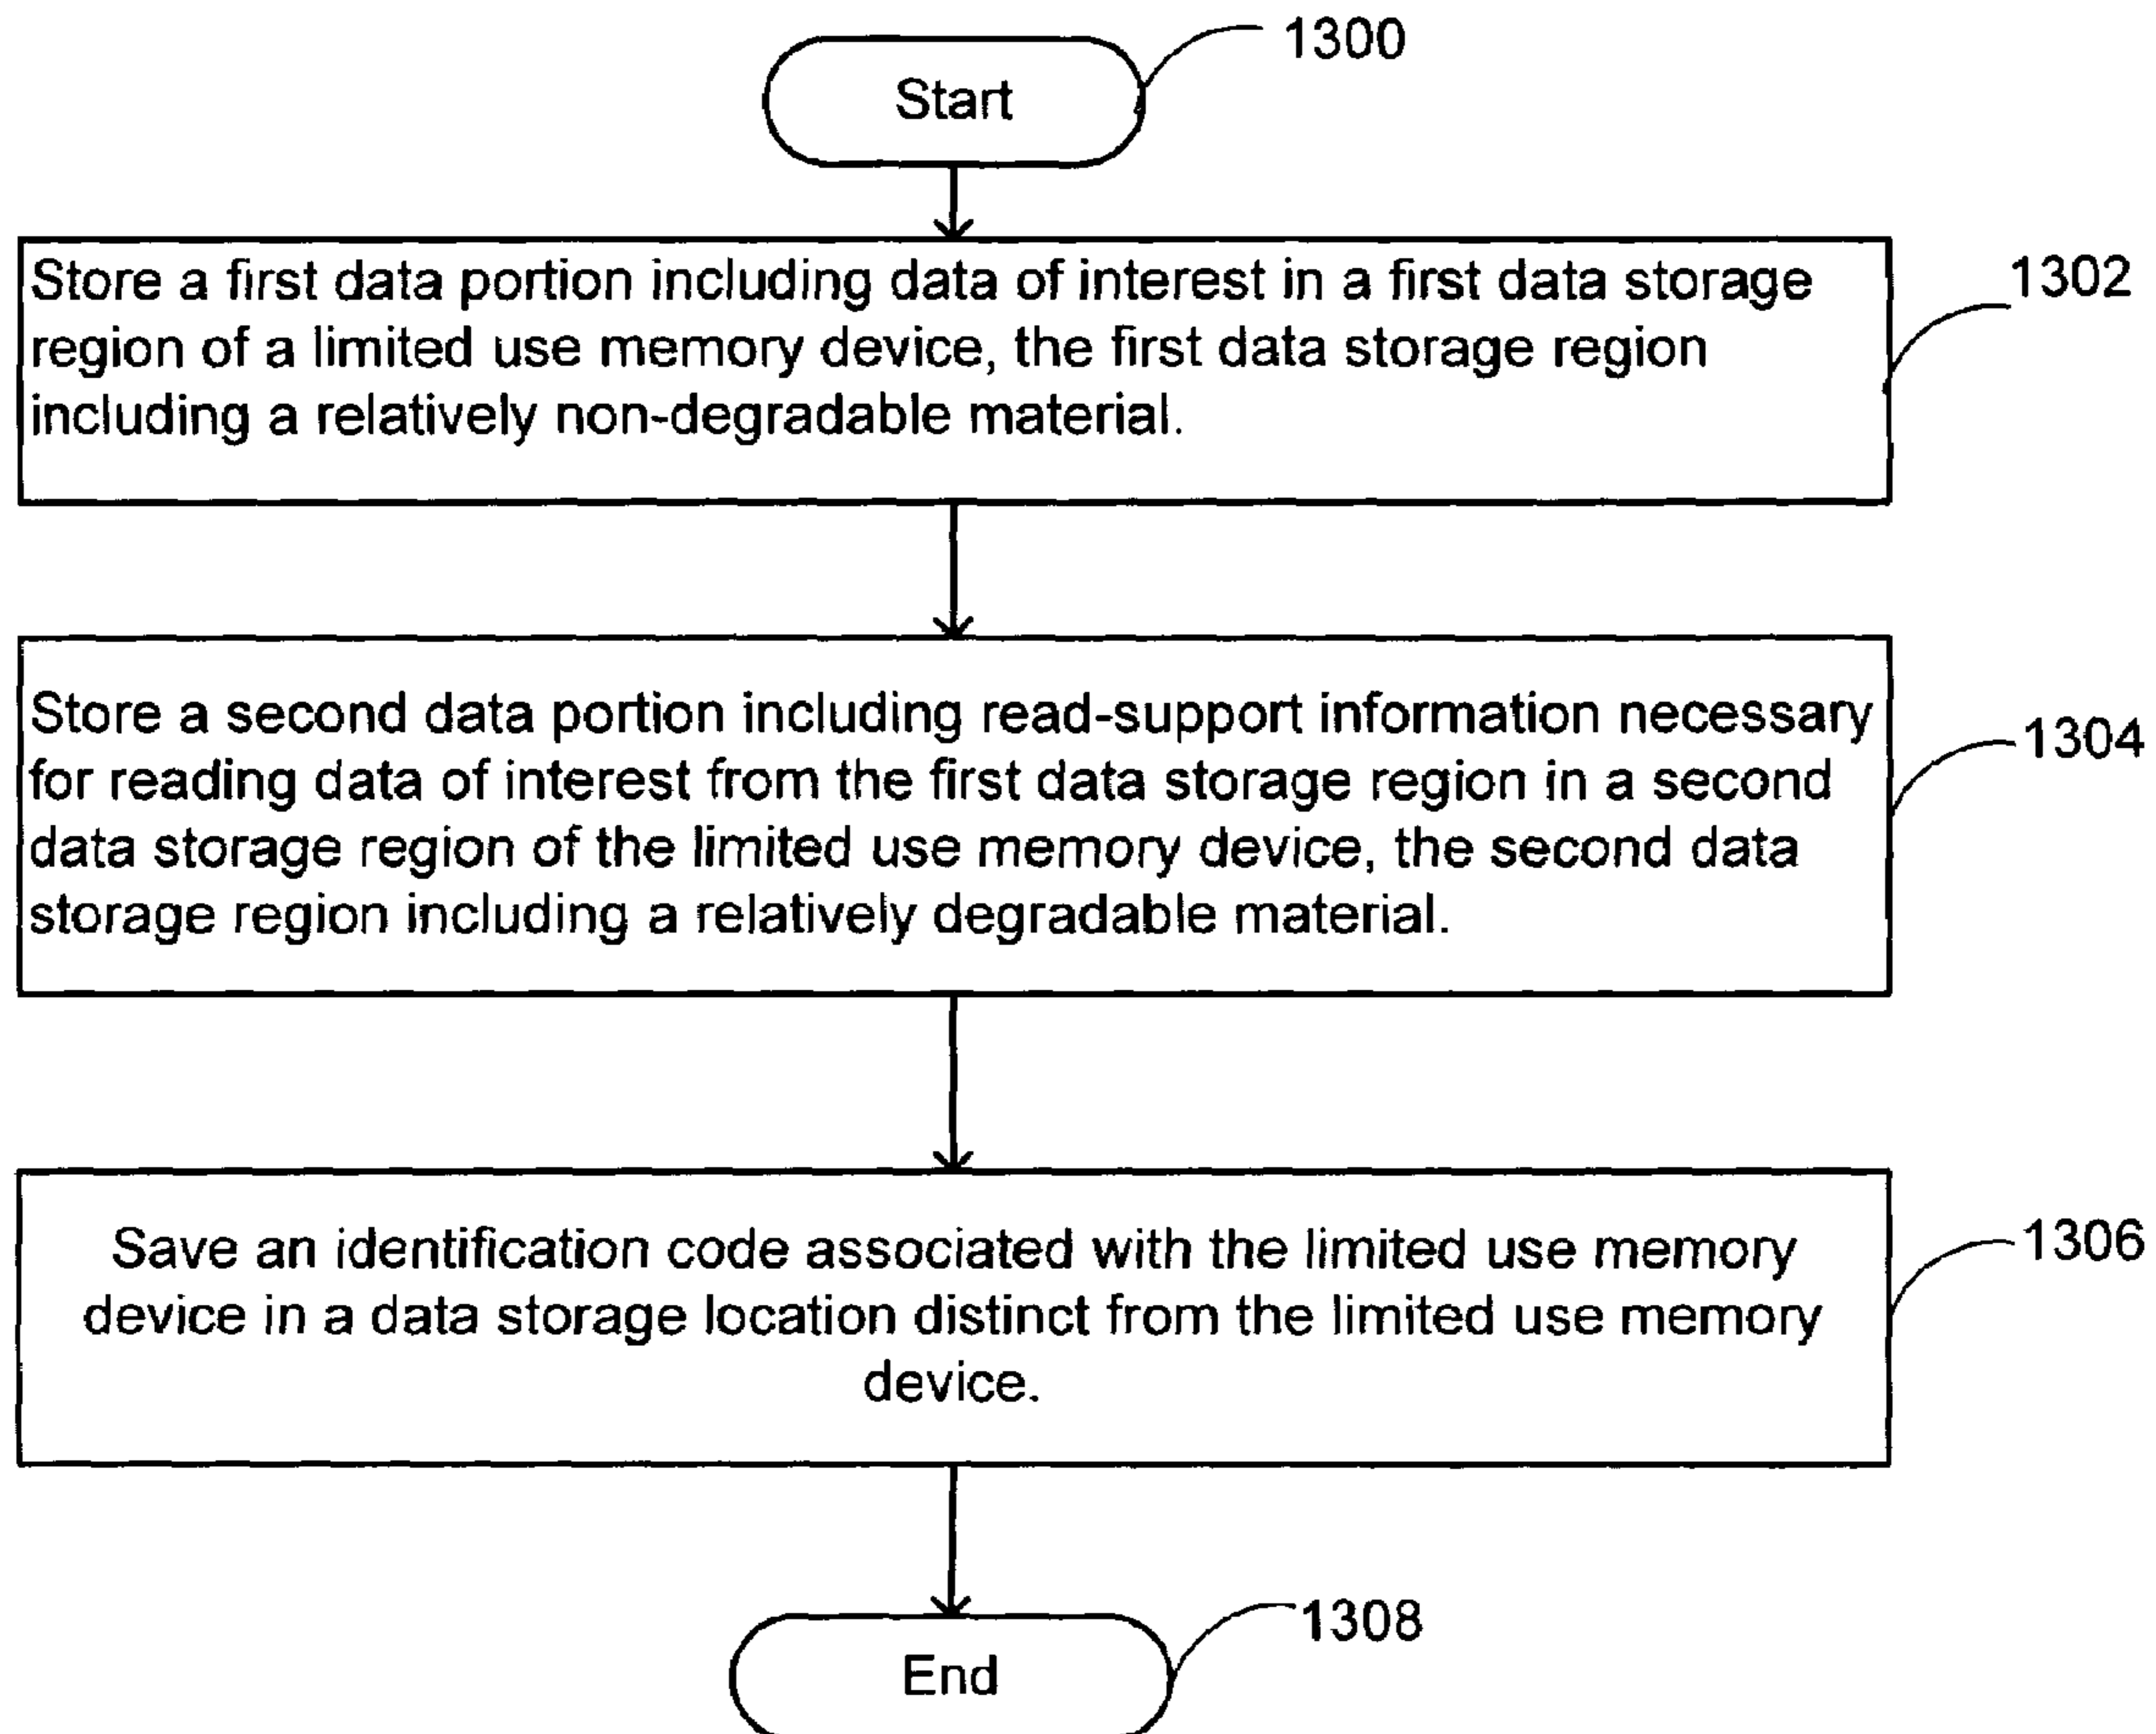 1300
Start
1302
Store a first data portion including data of interest in a first data storage
region of a limited use memory device, the first data storage region
including a relatively non-degradable material.
1304
Store a second data portion including read-support information necessary
for reading data of interest from the first data storage region in a second
data storage region of the limited use memory device, the second data
storage region including a relatively degradable material.
1306
Save an identification code associated with the limited use memory
device in a data storage location distinct from the limited use memory
device.
1308
End